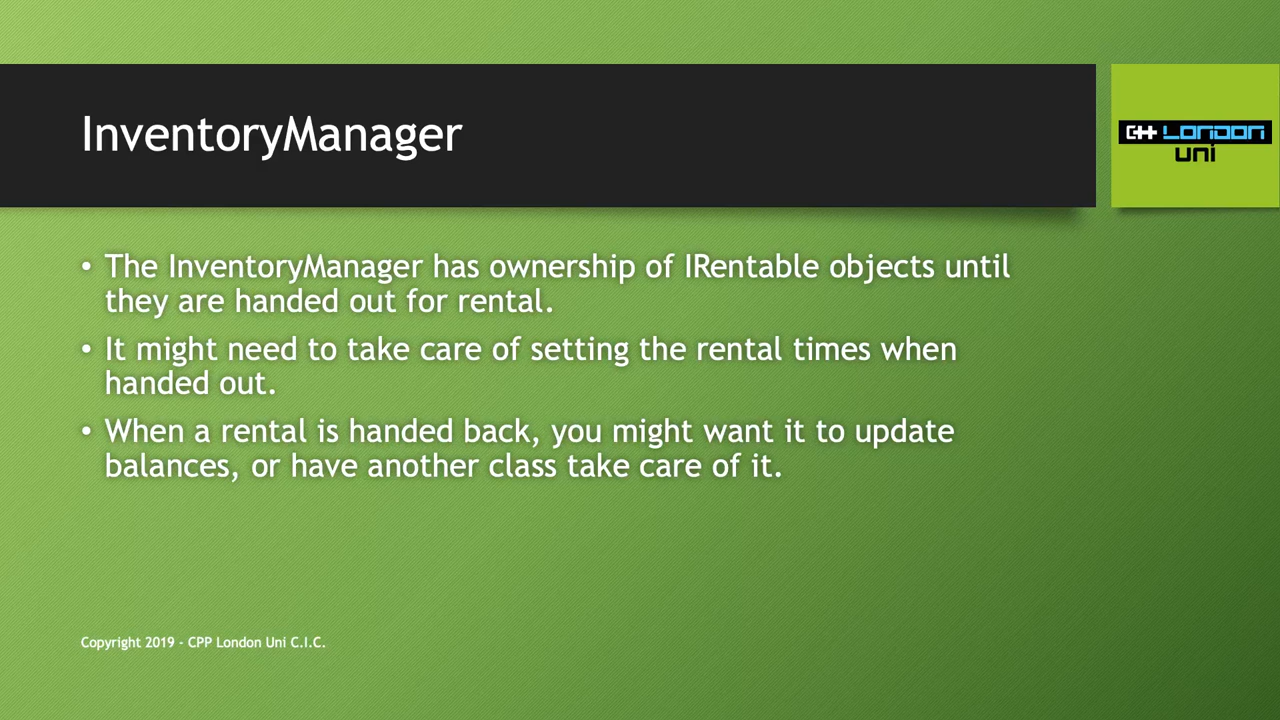 InventoryManager
C++ London
uni
• The InventoryManager has ownership of IRentable objects until
they are handed out for rental.
• It might need to take care of setting the rental times when
handed out.
• When a rental is handed back, you might want it to update
balances, or have another class take care of it.
Copyright 2019 - CPP London Uni C.I.C.